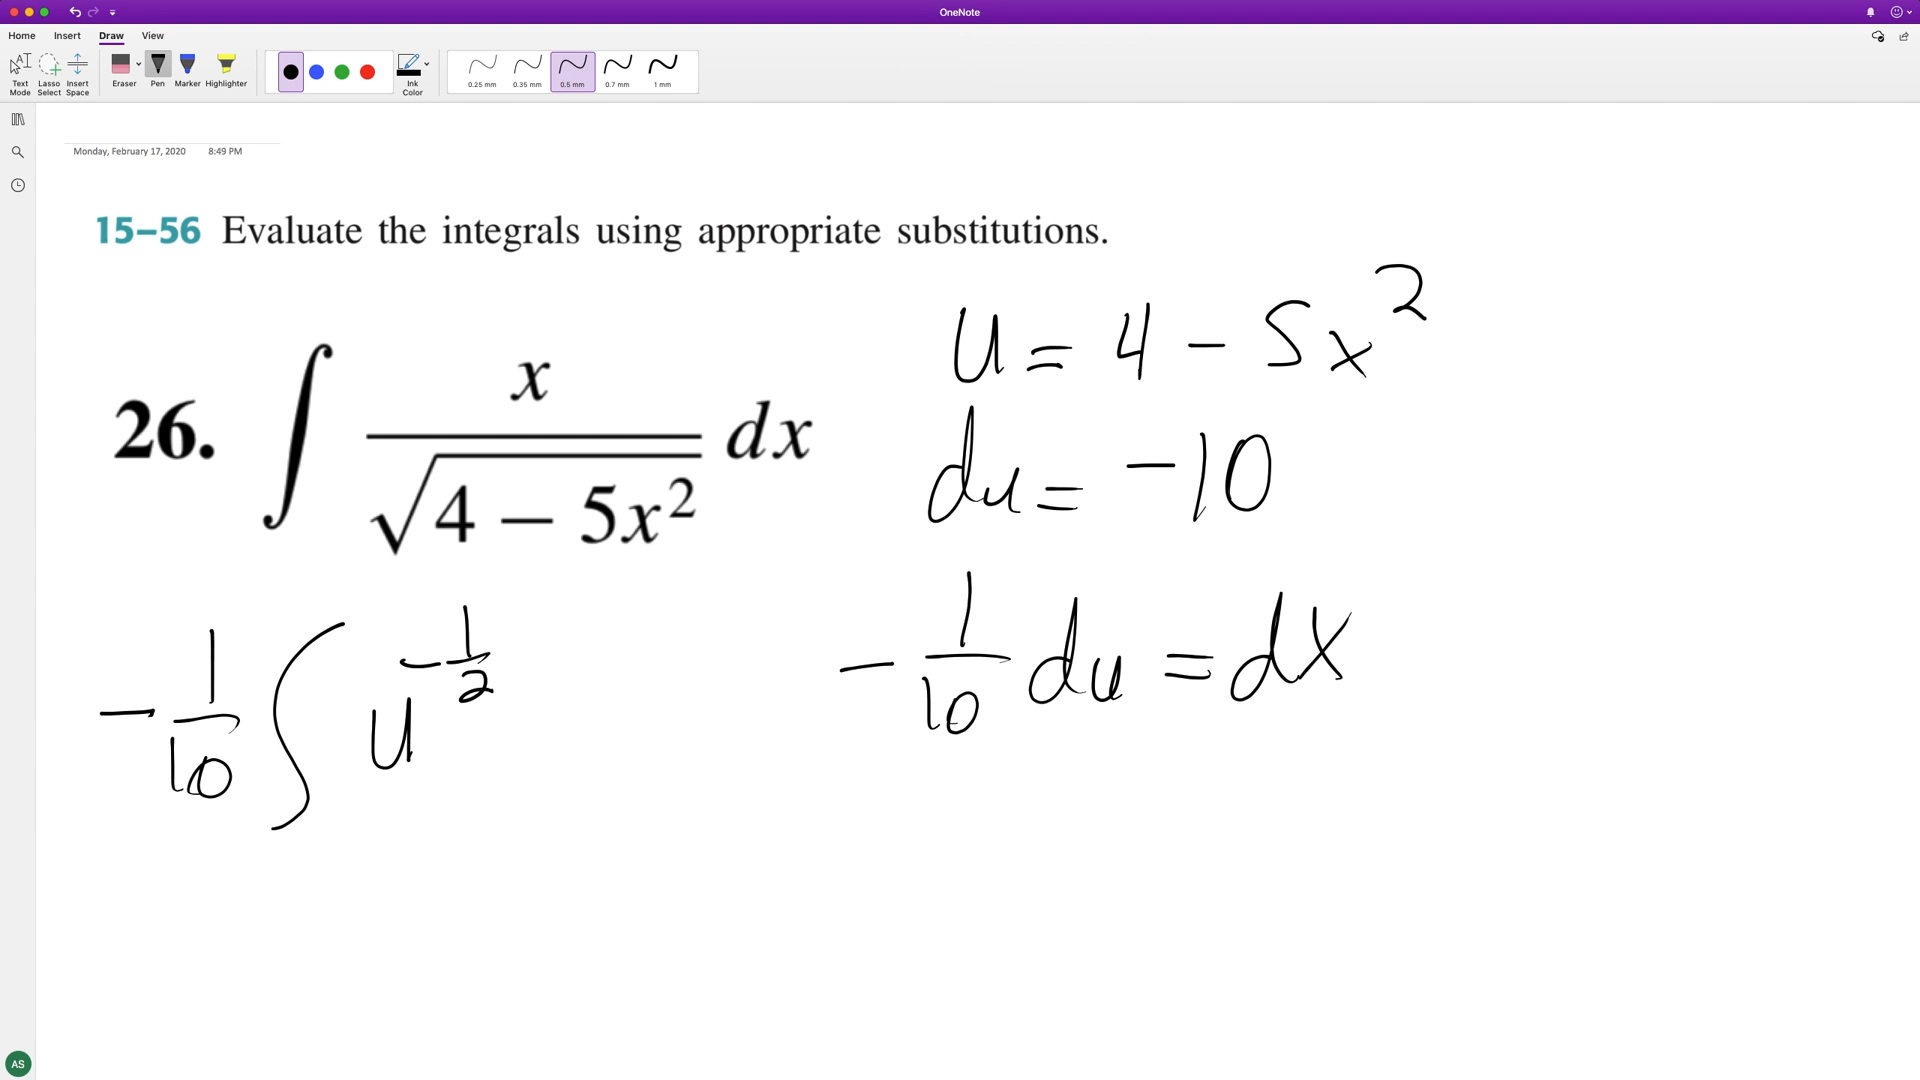 OneNote
Home Insert Draw View
Text Mode Lasso Select Insert Space Eraser Pen Marker Highlighter Ink Color 0.25 mm 0.35 mm 0.5 mm 0.7 mm 1 mm
Monday, February 17, 2020 8:49 PM
15–56 Evaluate the integrals using appropriate substitutions.
26. ∫ x/√(4 − 5x²) dx
u = 4 - 5x²
du = -10
-1/10 du = dx
-1/10 ∫ u^(-1/2)
AS